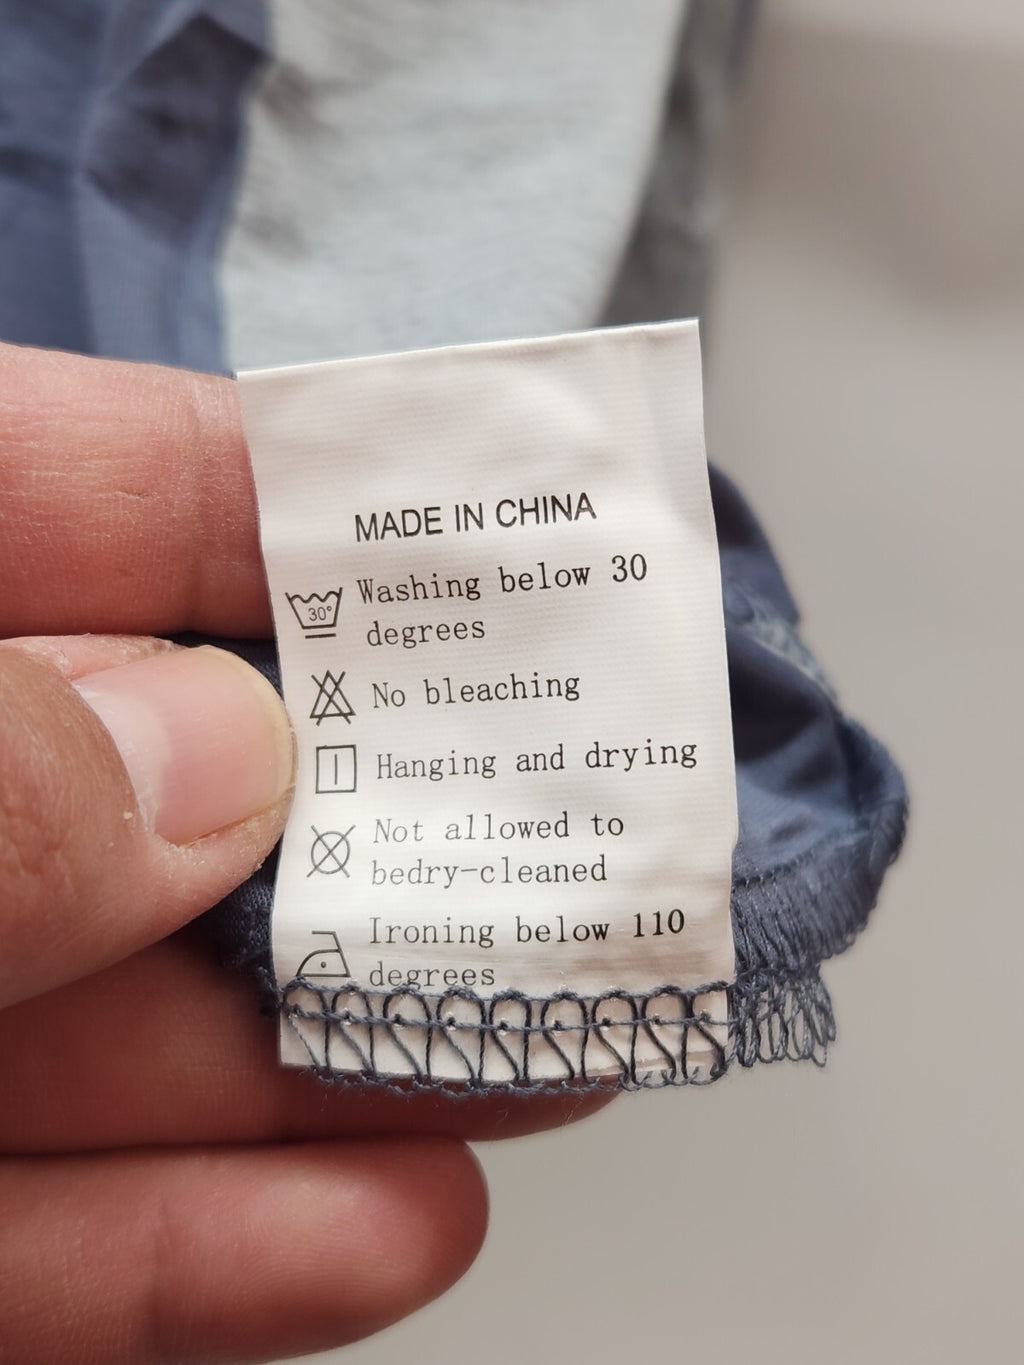 MADE IN CHINA
30° Washing below 30
degrees
No bleaching
Hanging and drying
Not allowed to
bedry-cleaned
Ironing below 110
degrees